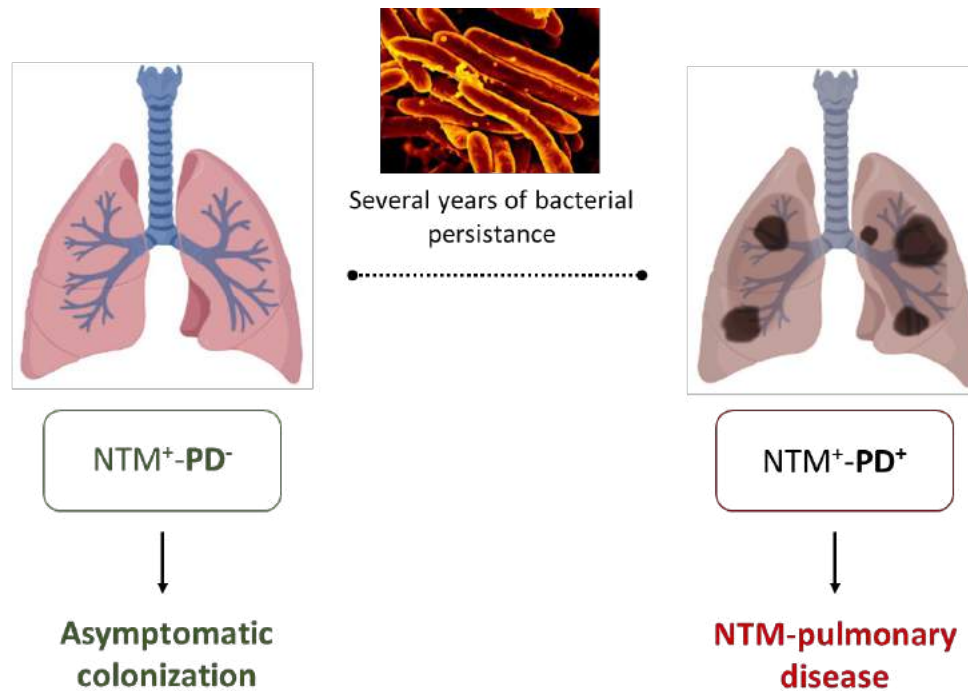 Several years of bacterial
persistance
NTM⁺-PD⁻
NTM⁺-PD⁺
Asymptomatic
colonization
NTM-pulmonary
disease